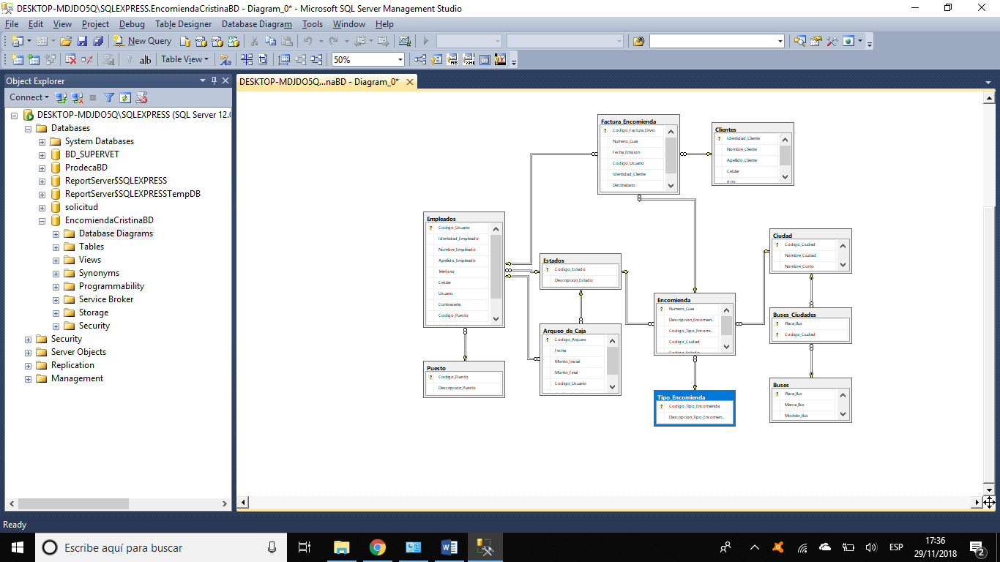 DESKTOP-MDJDO5Q\SQLEXPRESS.EncomiendaCristinaBD - Diagram_0* - Microsoft SQL Server Management Studio
File Edit View Project Debug Table Designer Database Diagram Tools Window Help
New Query
ab Table View 50%
Object Explorer
Connect
DESKTOP-MDJDO5Q\SQLEXPRESS (SQL Server 12.0
Databases
System Databases
BD_SUPERVET
ProdecaBD
ReportServer$SQLEXPRESS
ReportServer$SQLEXPRESSTempDB
solicitud
EncomiendaCristinaBD
Database Diagrams
Tables
Views
Synonyms
Programmability
Service Broker
Storage
Security
Security
Server Objects
Replication
Management
DESKTOP-MDJDO5Q...naBD - Diagram_0*
Factura_Encomienda
Codigo_Factura_Envio
Numero_Guia
Fecha_Emision
Codigo_Usuario
Identidad_Cliente
Destinatario
Clientes
Identidad_Cliente
Nombre_Cliente
Apellido_Cliente
Celular
Empleados
Codigo_Usuario
Identidad_Empleado
Nombre_Empleado
Apellido_Empleado
Telefono
Celular
Usuario
Contraseña
Codigo_Puesto
Estados
Codigo_Estado
Descripcion_Estado
Ciudad
Codigo_Ciudad
Nombre_Ciudad
Nombre_Corto
Encomienda
Numero_Guia
Descripcion_Encomien...
Codigo_Tipo_Encomi...
Codigo_Ciudad
Codigo_Estado
Buses_Ciudades
Placa_Bus
Codigo_Ciudad
Arqueo_de_Caja
Codigo_Arqueo
Fecha
Monto_Inicial
Monto_Final
Codigo_Usuario
Puesto
Codigo_Puesto
Descripcion_Puesto
Tipo_Encomienda
Codigo_Tipo_Encomienda
Descripcion_Tipo_Encomien...
Buses
Placa_Bus
Marca_Bus
Modelo_Bus
Ready
Escribe aquí para buscar
ESP
17:36
29/11/2018
2